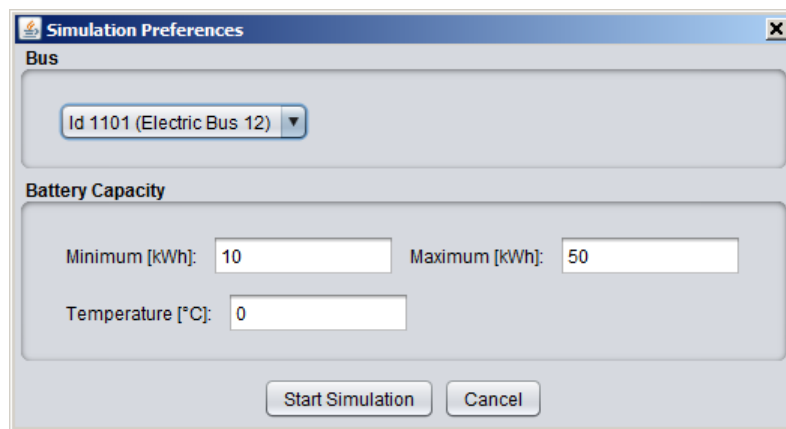 Simulation Preferences
Bus
Id 1101 (Electric Bus 12)
Battery Capacity
Minimum [kWh]: 10 Maximum [kWh]: 50
Temperature [°C]: 0
Start Simulation Cancel